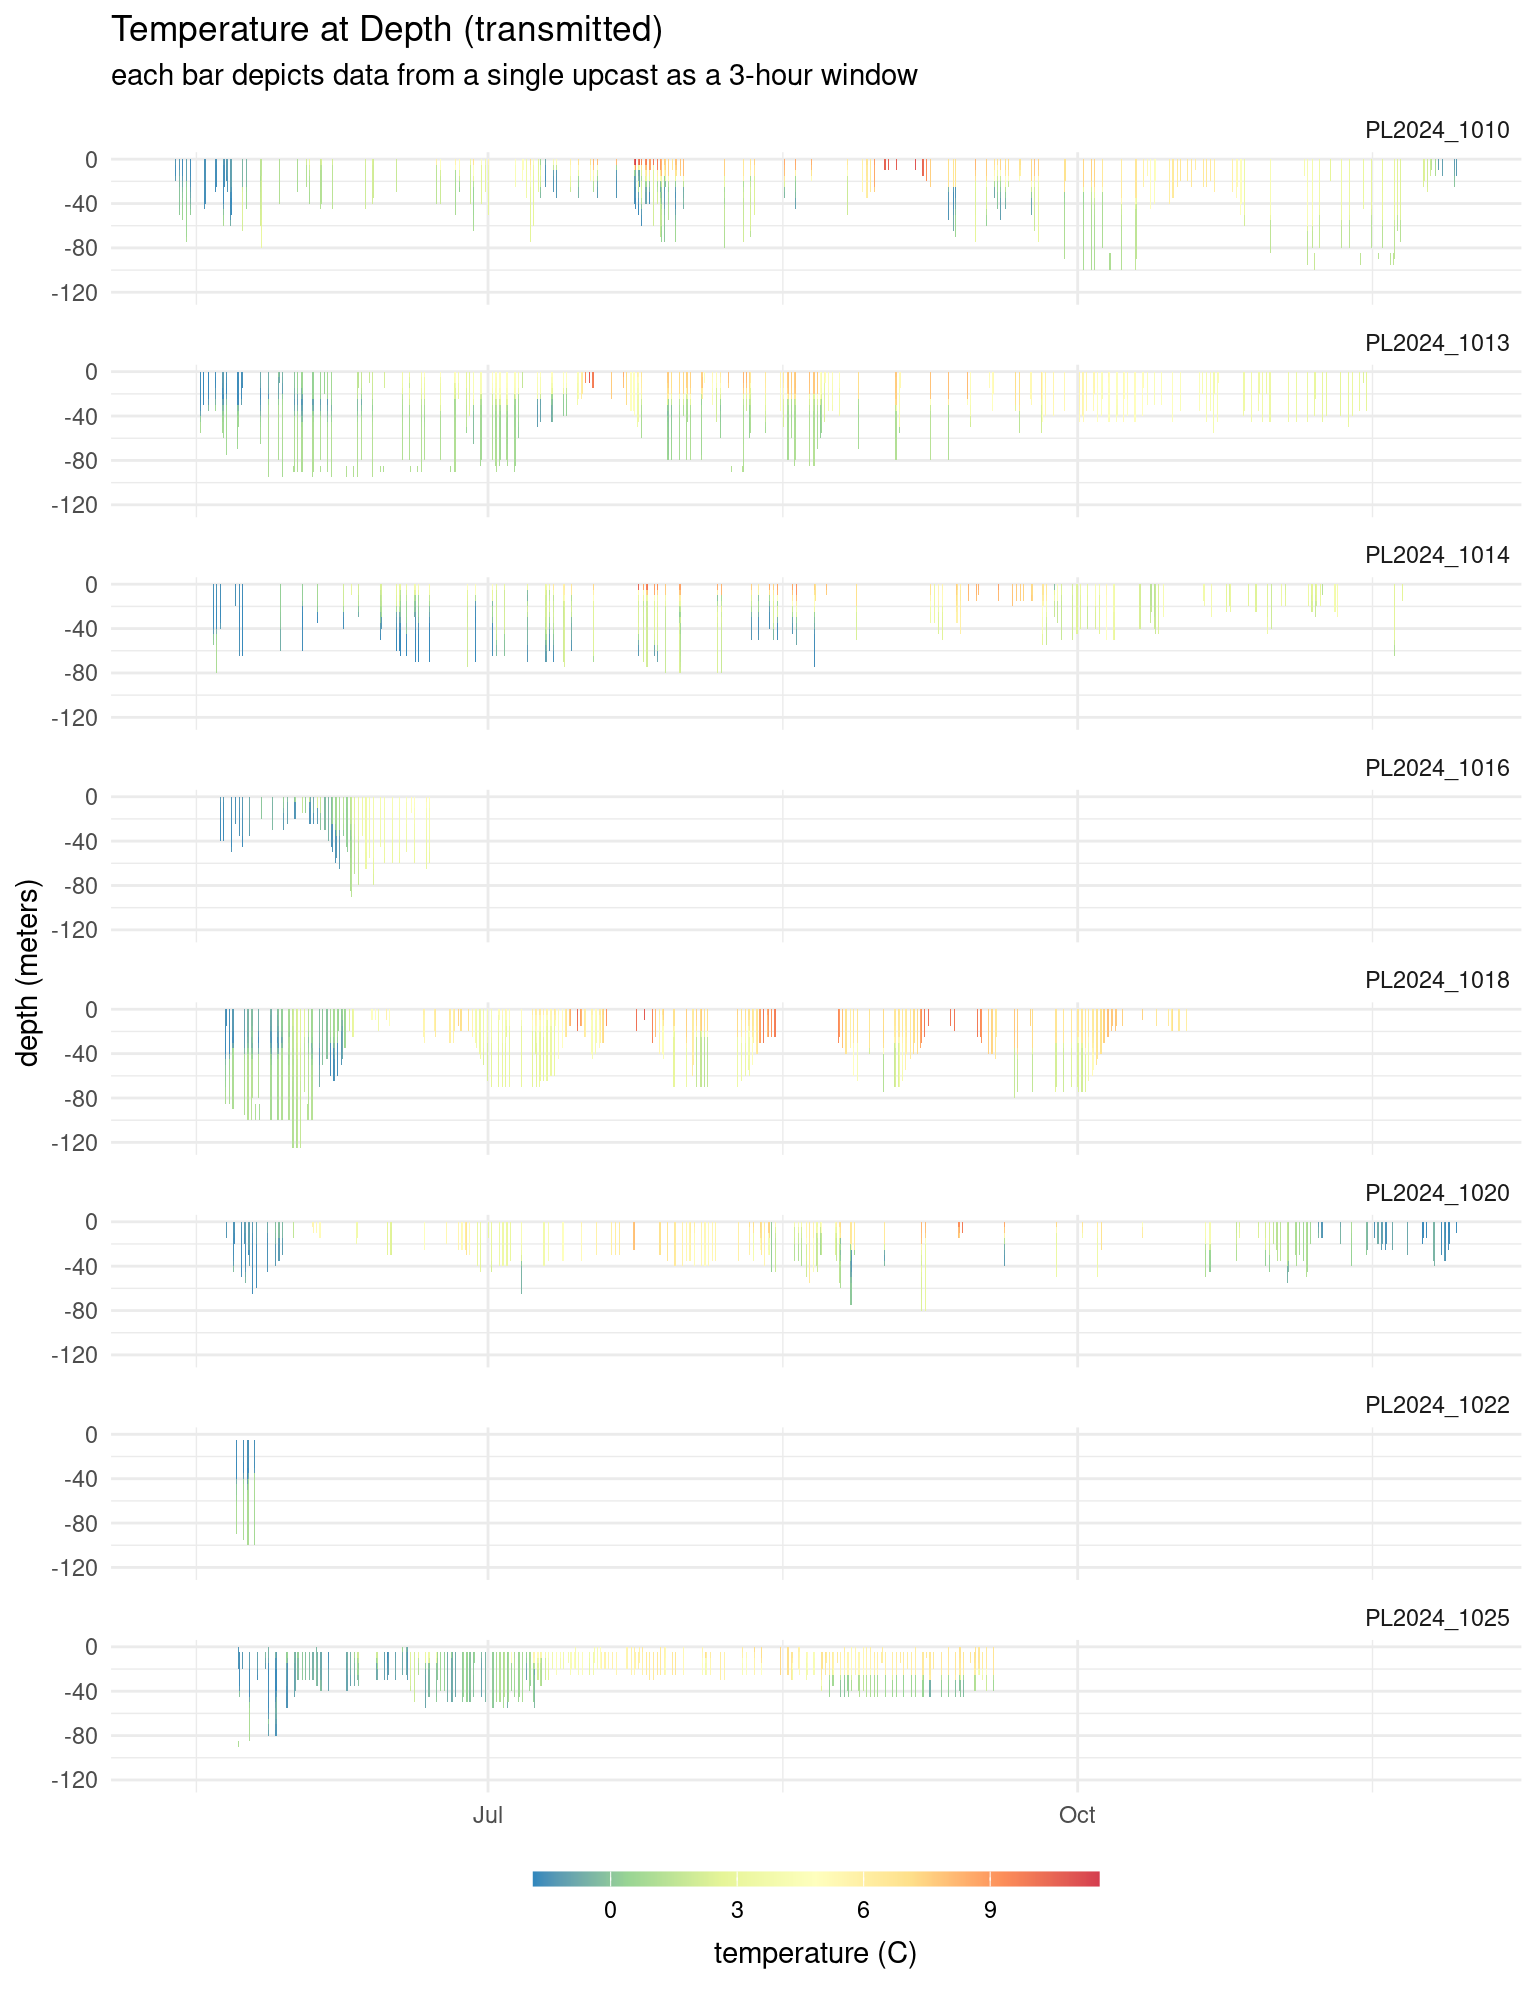 Temperature at Depth (transmitted)
each bar depicts data from a single upcast as a 3-hour window
PL2024_1010
0
-40
-80
-120
PL2024_1013
0
-40
-80
-120
PL2024_1014
0
-40
-80
-120
PL2024_1016
0
-40
-80
-120
depth (meters)
PL2024_1018
0
-40
-80
-120
PL2024_1020
0
-40
-80
-120
PL2024_1022
0
-40
-80
-120
PL2024_1025
0
-40
-80
-120
Jul Oct
0 3 6 9
temperature (C)